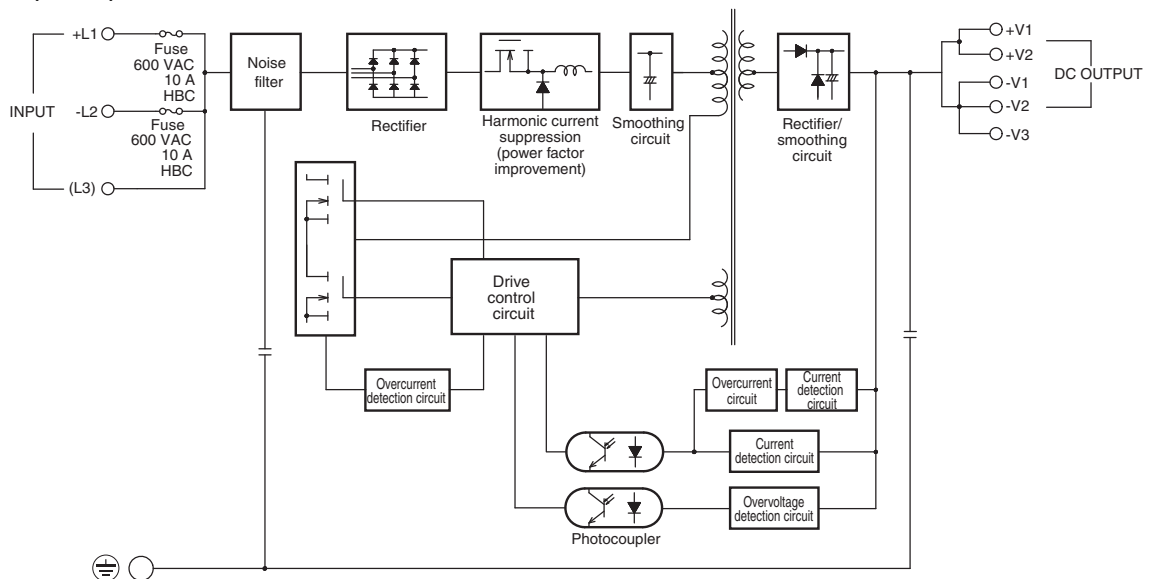 +L1
Fuse
600 VAC
10 A
HBC
INPUT
-L2
Fuse
600 VAC
10 A
HBC
(L3)
Noise
filter
Rectifier
Harmonic current
suppression
(power factor
improvement)
Smoothing
circuit
Rectifier/
smoothing
circuit
+V1
+V2
DC OUTPUT
-V1
-V2
-V3
Drive
control
circuit
Overcurrent
detection circuit
Overcurrent
circuit
Current
detection
circuit
Current
detection circuit
Overvoltage
detection circuit
Photocoupler